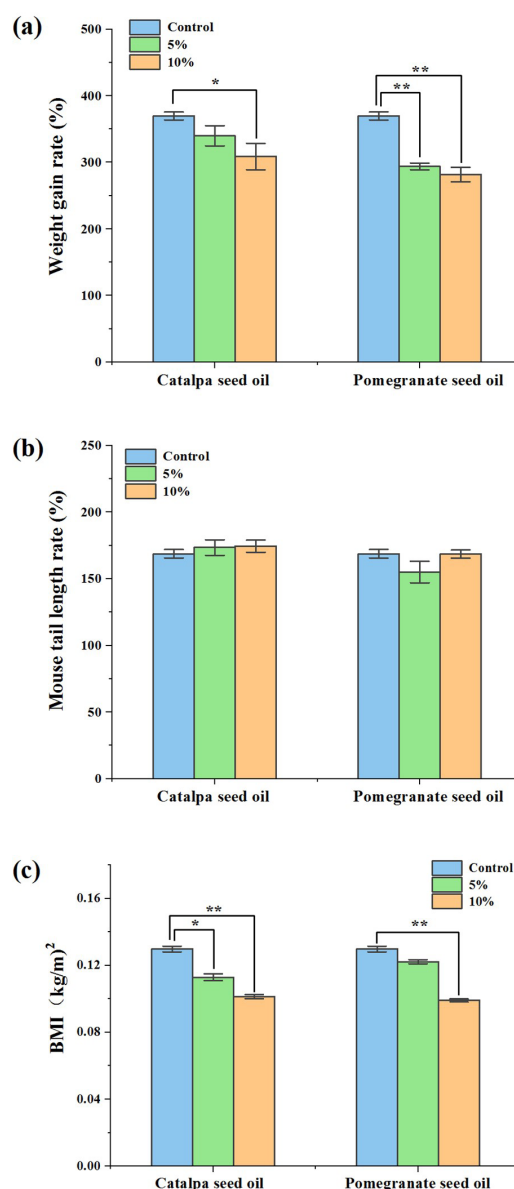 (a)
Control
5%
10%
*
**
**
Weight gain rate (%)
500
400
300
200
100
0
Catalpa seed oil
Pomegranate seed oil
(b)
Control
5%
10%
Mouse tail length rate (%)
250
200
150
100
50
0
Catalpa seed oil
Pomegranate seed oil
(c)
Control
5%
10%
**
*
**
BMI（kg/m)2
0.16
0.12
0.08
0.04
0.00
Catalpa seed oil
Pomegranate seed oil